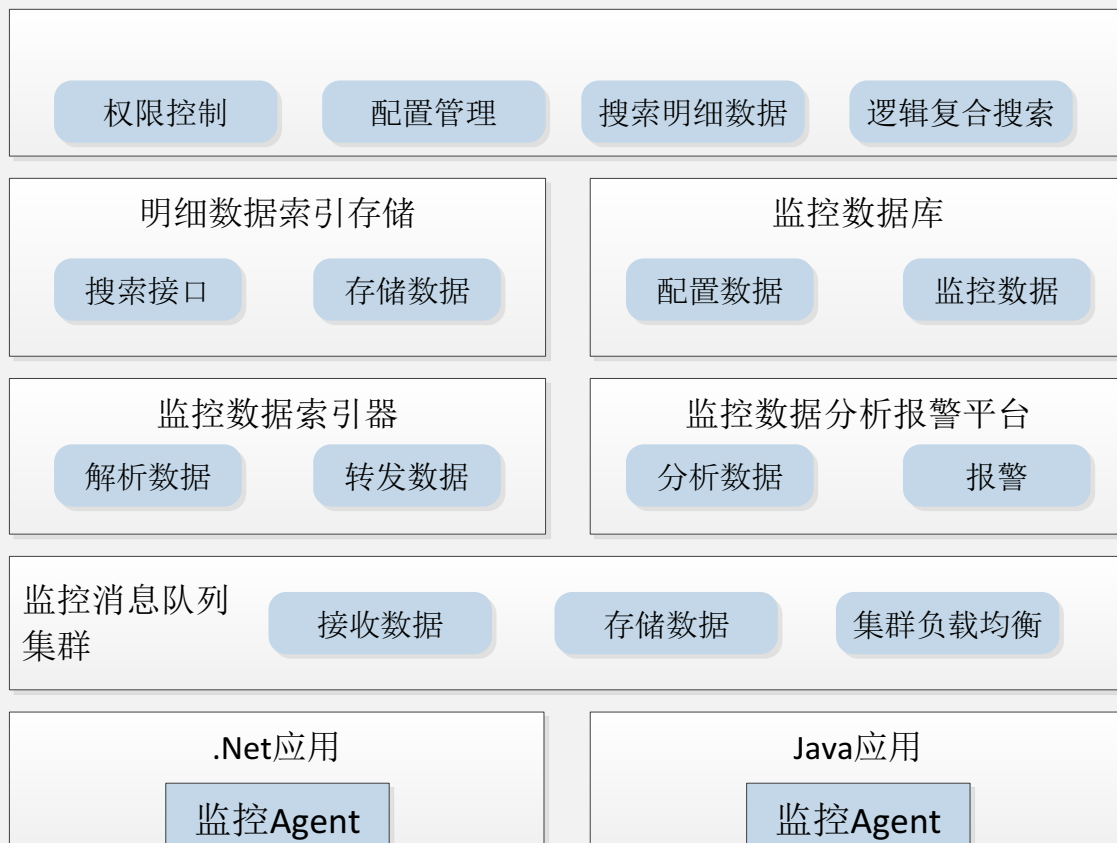 权限控制
配置管理
搜索明细数据
逻辑复合搜索
明细数据索引存储
搜索接口
存储数据
监控数据库
配置数据
监控数据
监控数据索引器
解析数据
转发数据
监控数据分析报警平台
分析数据
报警
监控消息队列
集群
接收数据
存储数据
集群负载均衡
.Net应用
监控Agent
Java应用
监控Agent